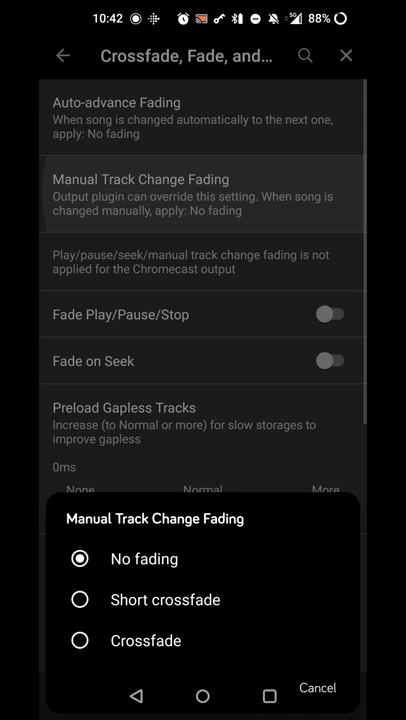 10:42
5G
88%
Crossfade, Fade, and...
Auto-advance Fading
When song is changed automatically to the next one,
apply: No fading
Manual Track Change Fading
Output plugin can override this setting. When song is
changed manually, apply: No fading
Play/pause/seek/manual track change fading is not
applied for the Chromecast output
Fade Play/Pause/Stop
Fade on Seek
Preload Gapless Tracks
Increase (to Normal or more) for slow storages to
improve gapless
0ms
None Normal More
Manual Track Change Fading
No fading
Short crossfade
Crossfade
Cancel